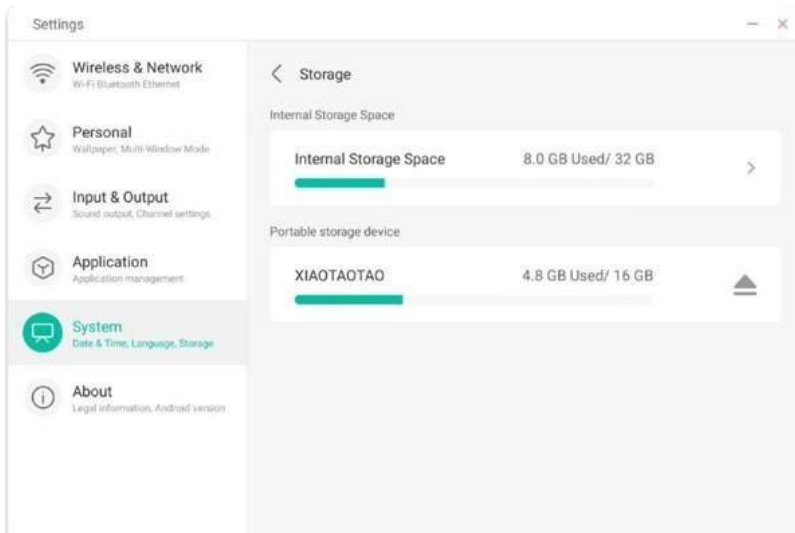 Settings
Wireless & Network
Wi-Fi Bluetooth Ethernet
Personal
Wallpaper, Multi-Window Mode
Input & Output
Sound output, Channel settings
Application
Application management
System
Date & Time, Language, Storage
About
Legal information, Android version
Storage
Internal Storage Space
Internal Storage Space 8.0 GB Used/ 32 GB
Portable storage device
XIAOTAOTAO 4.8 GB Used/ 16 GB